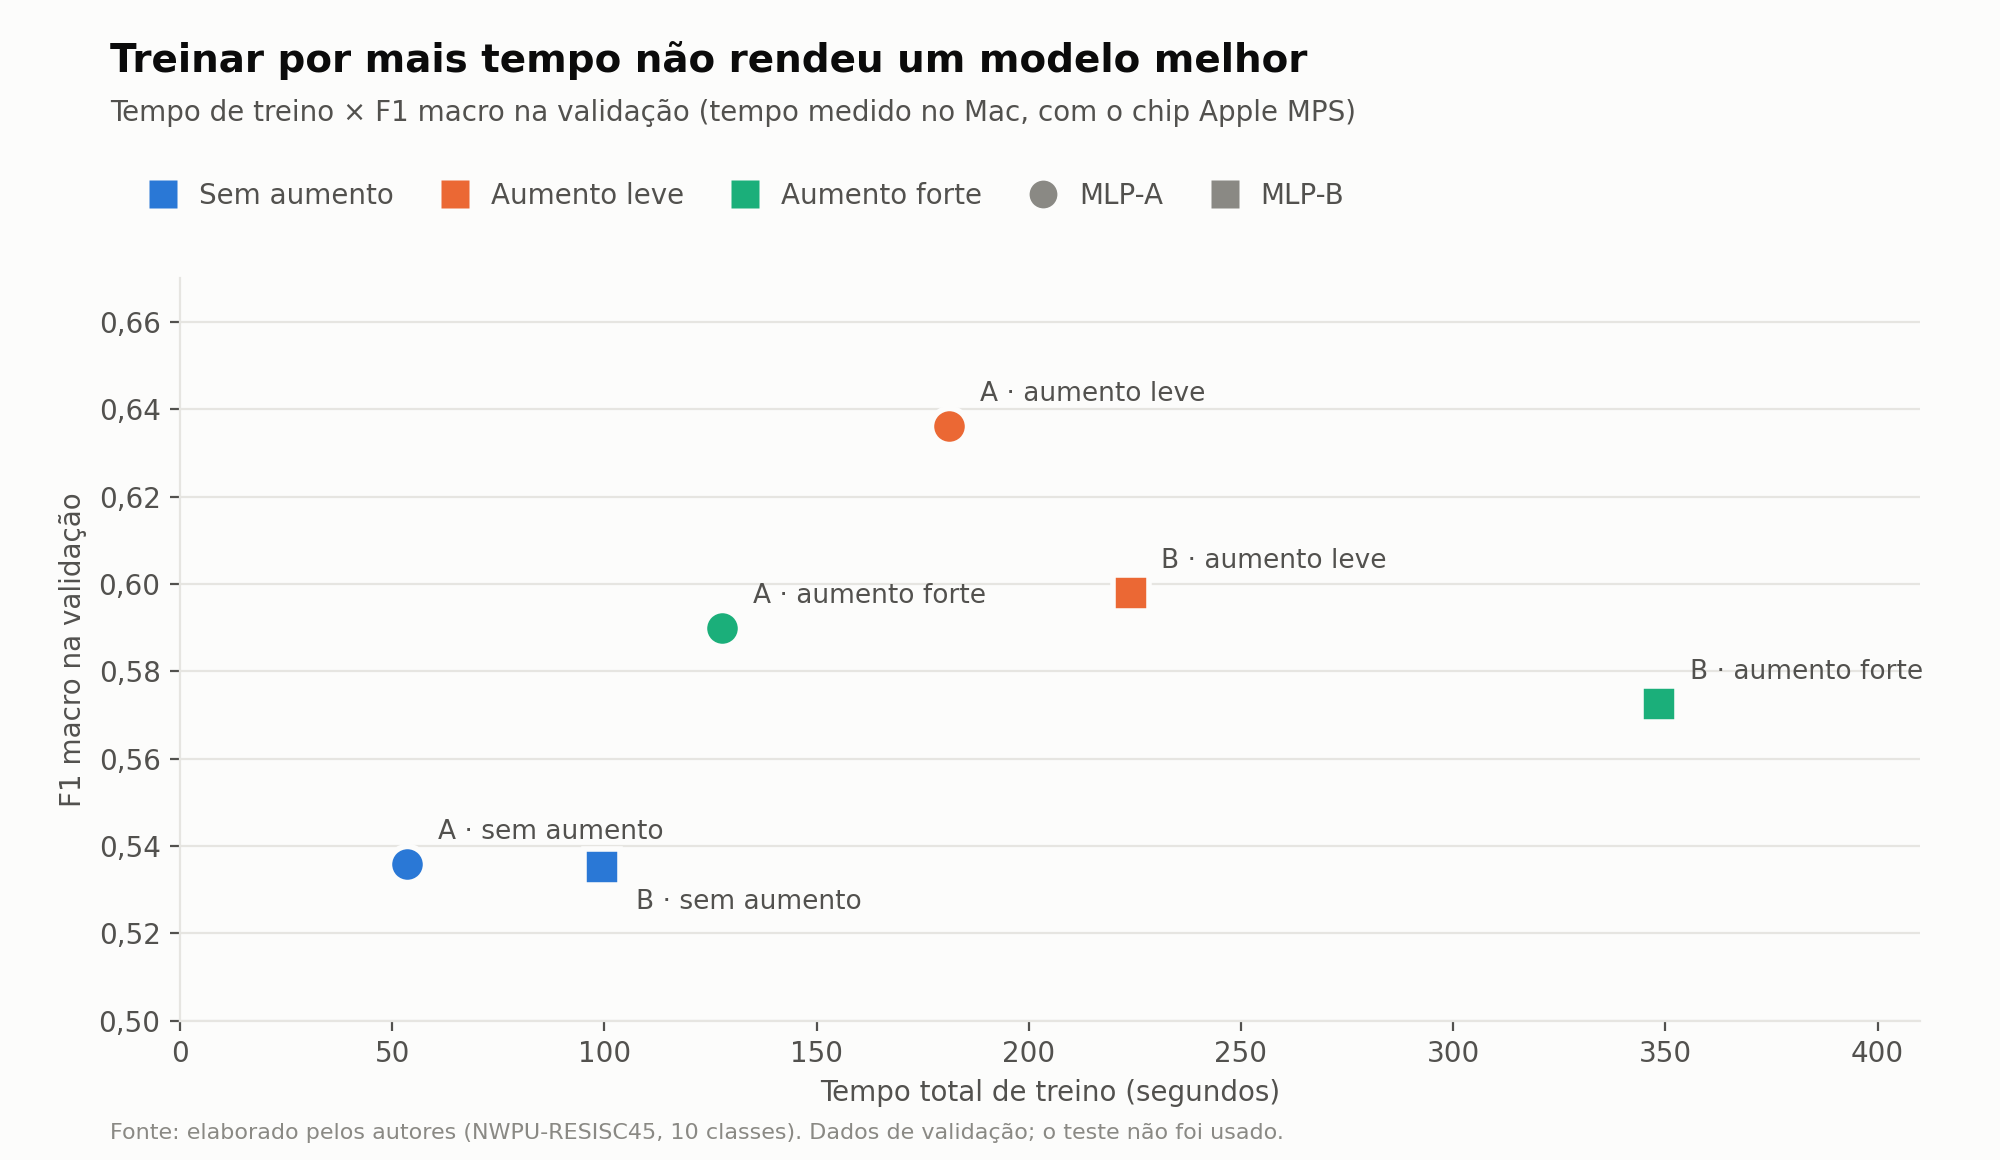 Treinar por mais tempo não rendeu um modelo melhor
Tempo de treino × F1 macro na validação (tempo medido no Mac, com o chip Apple MPS)
Sem aumento Aumento leve Aumento forte MLP-A MLP-B
F1 macro na validação
0,66
0,64
0,62
0,60
0,58
0,56
0,54
0,52
0,50
A · aumento leve
B · aumento leve
A · aumento forte
B · aumento forte
A · sem aumento
B · sem aumento
0 50 100 150 200 250 300 350 400
Tempo total de treino (segundos)
Fonte: elaborado pelos autores (NWPU-RESISC45, 10 classes). Dados de validação; o teste não foi usado.